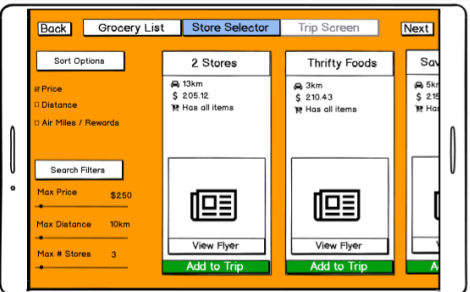 Back
Grocery List
Store Selector
Trip Screen
Next
Sort Options
Price
Distance
Air Miles / Rewards
Search Filters
Max Price $250
Max Distance 10km
Max # Stores 3
2 Stores
13km
$ 205.12
Has all items
View Flyer
Add to Trip
Thrifty Foods
3km
$ 210.43
Has all items
View Flyer
Add to Trip
$